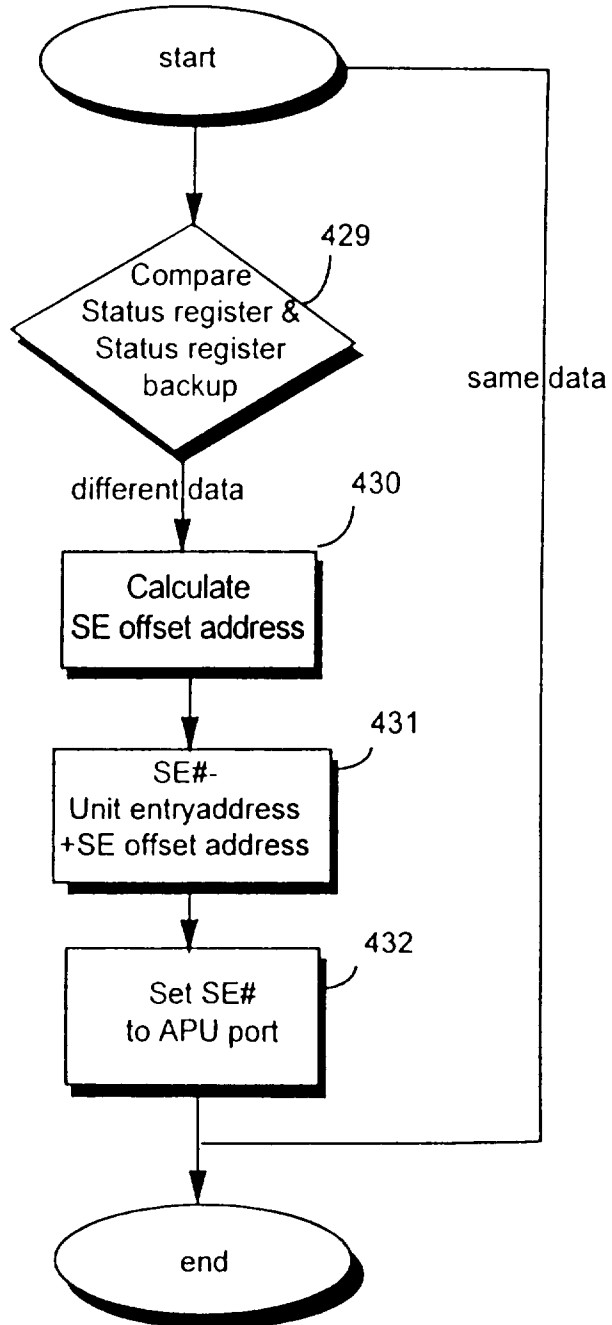 start
429
Compare
Status register &
Status register
backup
same data
different data
430
Calculate
SE offset address
431
SE#-
Unit entryaddress
+SE offset address
432
Set SE#
to APU port
end